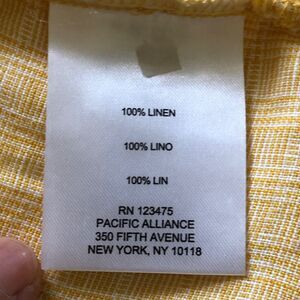 100% LINEN
100% LINO
100% LIN
RN 123475
PACIFIC ALLIANCE
350 FIFTH AVENUE
NEW YORK, NY 10118